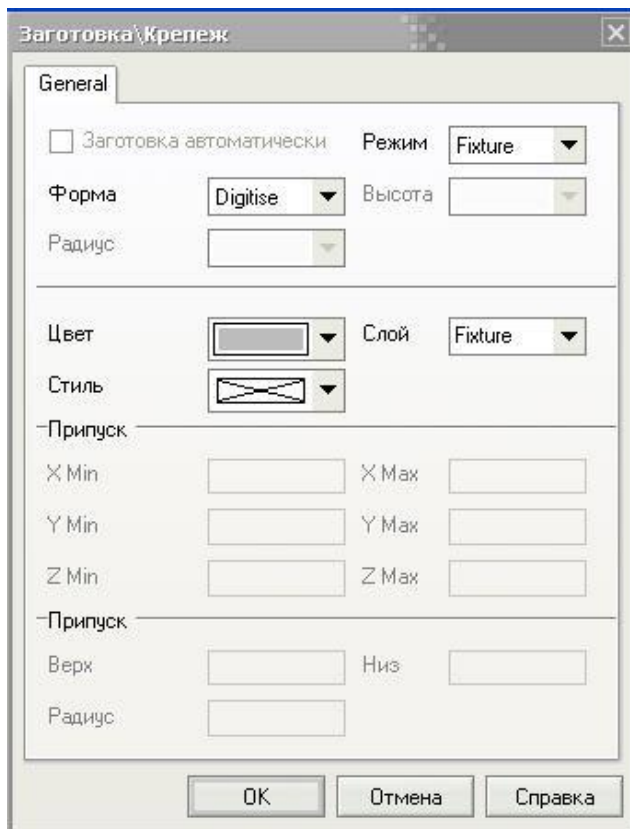 Заготовка\Крепеж
General
Заготовка автоматически Режим Fixture
Форма Digitise Высота
Радиус
Цвет Слой Fixture
Стиль
Припуск
X Min X Max
Y Min Y Max
Z Min Z Max
Припуск
Верх Низ
Радиус
OK Отмена Справка